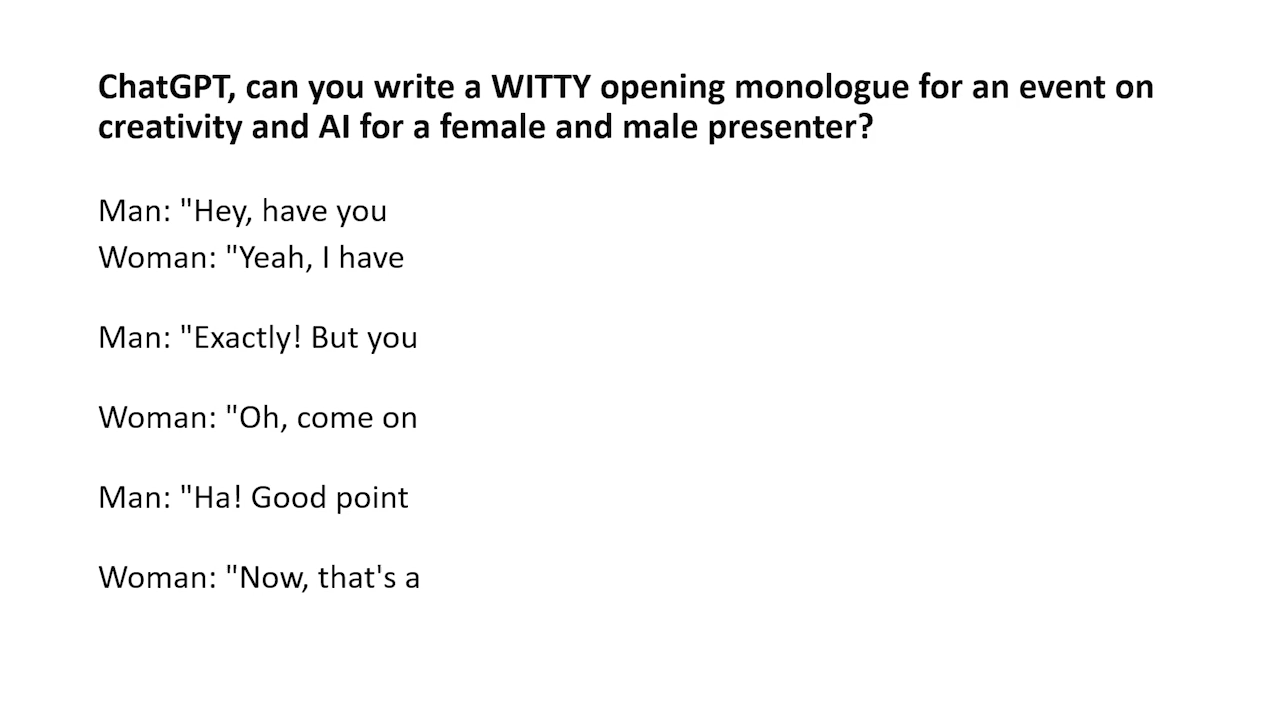 ChatGPT, can you write a WITTY opening monologue for an event on
creativity and AI for a female and male presenter?
Man: "Hey, have you
Woman: "Yeah, I have
Man: "Exactly! But you
Woman: "Oh, come on
Man: "Ha! Good point
Woman: "Now, that's a